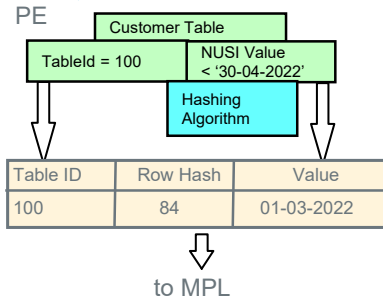 PE
Customer Table
TableId = 100
NUSI Value
< ‘30-04-2022’
Hashing
Algorithm
Table ID Row Hash Value
100 84 01-03-2022
to MPL